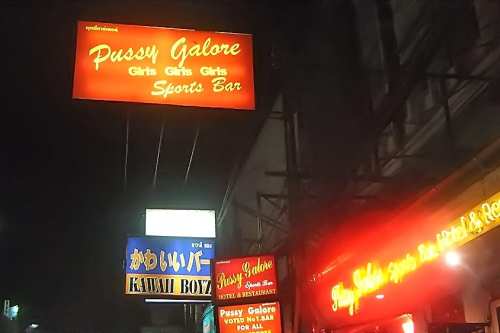 Pussy Galore
Girls Girls Girls
Sports Bar
かわいいバー
KAWAII BOYZ
PUSSY GALORE
Sports Bar
HOTEL & RESTAURANT
Pussy Galore
VOTED No 1.BAR
FOR ALL
Pussy Galore Sports Bar Hotel &